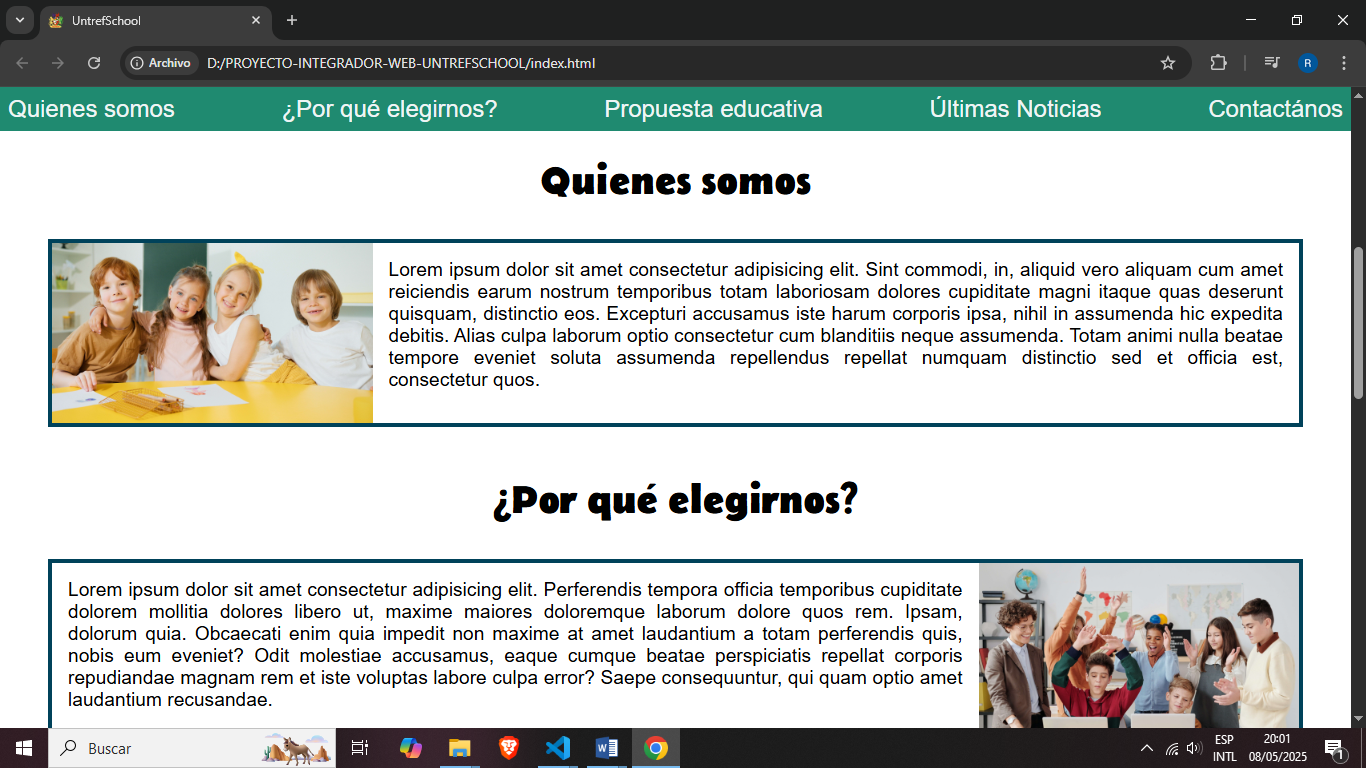 UntrefSchool
Archivo
D:/PROYECTO-INTEGRADOR-WEB-UNTREFSCHOOL/index.html
R
Quienes somos
¿Por qué elegirnos?
Propuesta educativa
Últimas Noticias
Contactános
Quienes somos
Lorem ipsum dolor sit amet consectetur adipisicing elit. Sint commodi, in, aliquid vero aliquam cum amet
reiciendis earum nostrum temporibus totam laboriosam dolores cupiditate magni itaque quas deserunt
quisquam, distinctio eos. Excepturi accusamus iste harum corporis ipsa, nihil in assumenda hic expedita
debitis. Alias culpa laborum optio consectetur cum blanditiis neque assumenda. Totam animi nulla beatae
tempore eveniet soluta assumenda repellendus repellat numquam distinctio sed et officia est,
consectetur quos.
¿Por qué elegirnos?
Lorem ipsum dolor sit amet consectetur adipisicing elit. Perferendis tempora officia temporibus cupiditate
dolorem mollitia dolores libero ut, maxime maiores doloremque laborum dolore quos rem. Ipsam,
dolorum quia. Obcaecati enim quia impedit non maxime at amet laudantium a totam perferendis quis,
nobis eum eveniet? Odit molestiae accusamus, eaque cumque beatae perspiciatis repellat corporis
repudiandae magnam rem et iste voluptas labore culpa error? Saepe consequuntur, qui quam optio amet
laudantium recusandae.
Buscar
ESP
INTL
20:01
08/05/2025
1